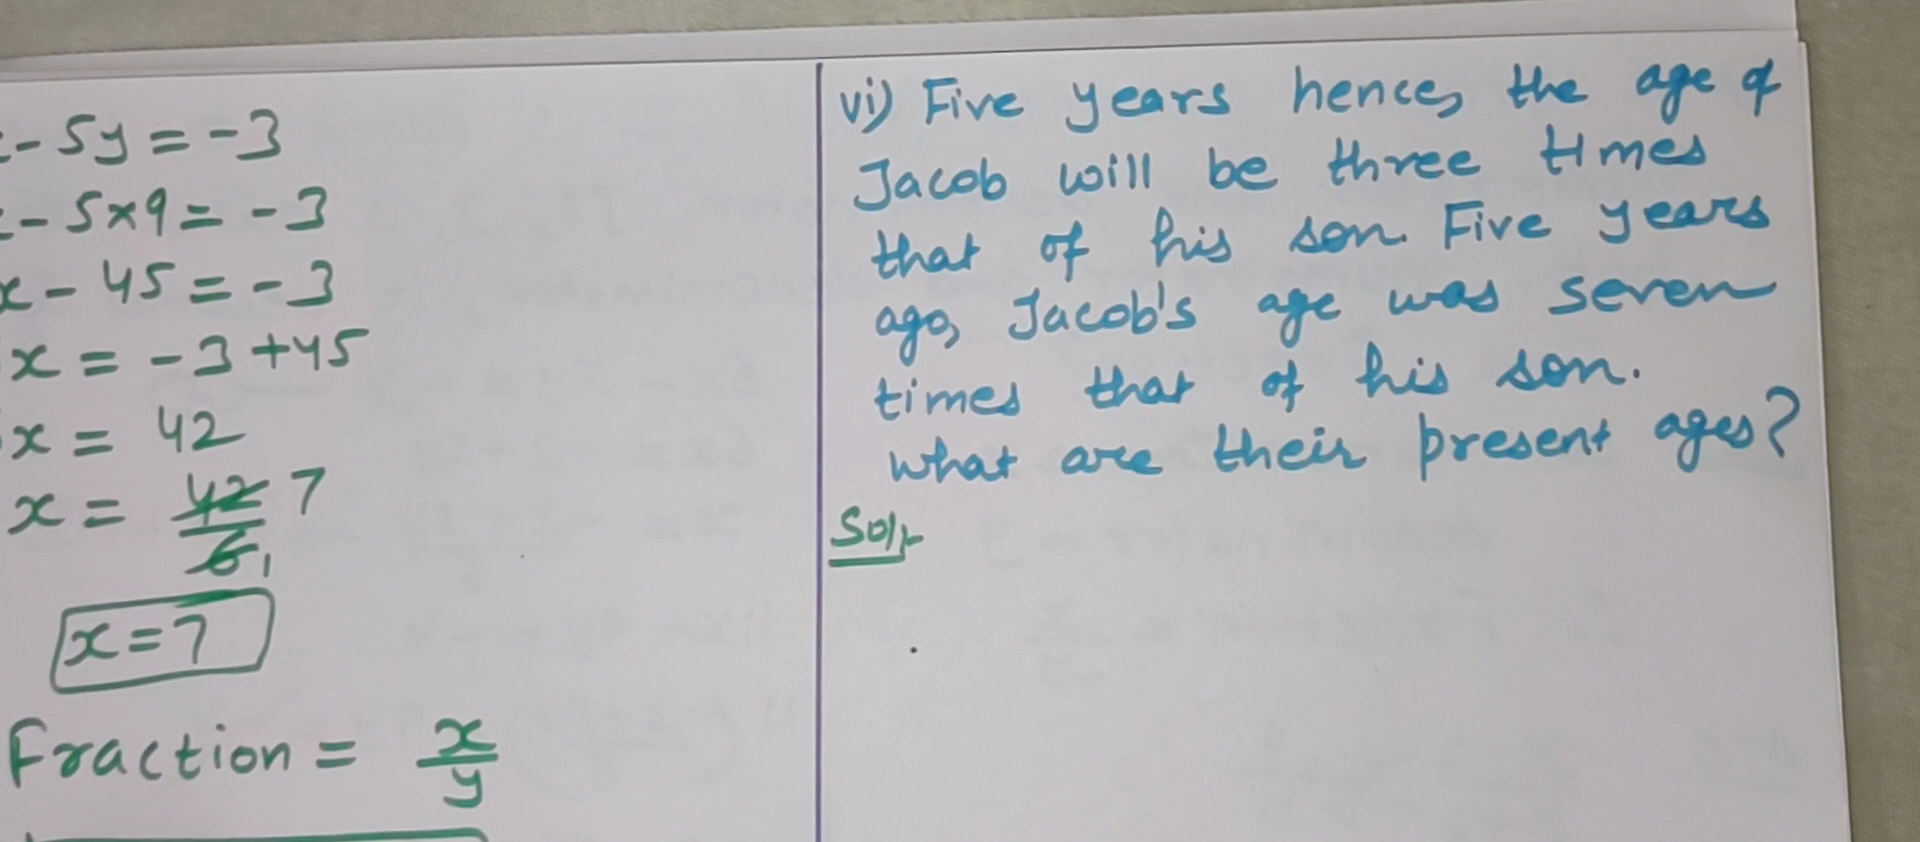 - 5y = -3
- 5×9 = -3
x - 45 = -3
x = -3 +45
x = 42
x = 42/6 7 1
x = 7
Fraction = x/y
vi) Five years hence, the age of
Jacob will be three times
that of his son. Five years
ago, Jacob's age was seven
times that of his son.
what are their present ages?
Sol:-